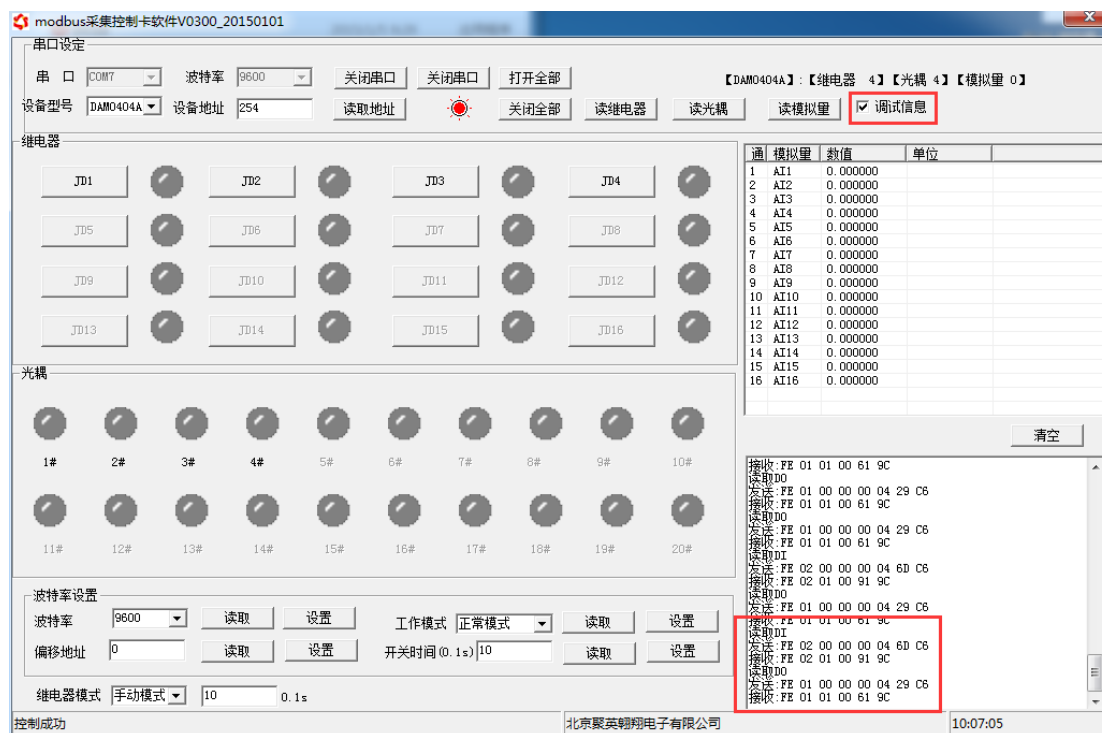 modbus采集控制卡软件V0300_20150101
串口设定
串 口 COM7 波特率 9600 关闭串口 关闭串口 打开全部 【DAM0404A】:【继电器 4】【光耦 4】【模拟量 0】
设备型号 DAM0404A 设备地址 254 读取地址 关闭全部 读继电器 读光耦 读模拟量 调试信息
继电器
JD1 JD2 JD3 JD4
JD5 JD6 JD7 JD8
JD9 JD10 JD11 JD12
JD13 JD14 JD15 JD16
通 模拟量 数值 单位
1 AI1 0.000000
2 AI2 0.000000
3 AI3 0.000000
4 AI4 0.000000
5 AI5 0.000000
6 AI6 0.000000
7 AI7 0.000000
8 AI8 0.000000
9 AI9 0.000000
10 AI10 0.000000
11 AI11 0.000000
12 AI12 0.000000
13 AI13 0.000000
14 AI14 0.000000
15 AI15 0.000000
16 AI16 0.000000
清空
光耦
1# 2# 3# 4# 5# 6# 7# 8# 9# 10#
11# 12# 13# 14# 15# 16# 17# 18# 19# 20#
接收:FE 01 01 00 61 9C
读取DO
发送:FE 01 00 00 00 04 29 C6
接收:FE 01 01 00 61 9C
读取DO
发送:FE 01 00 00 00 04 29 C6
接收:FE 01 01 00 61 9C
读取DI
发送:FE 02 00 00 00 04 6D C6
接收:FE 02 01 00 91 9C
读取DO
发送:FE 01 00 00 00 04 29 C6
接收:FE 01 01 00 61 9C
读取DI
发送:FE 02 00 00 00 04 6D C6
接收:FE 02 01 00 91 9C
读取DO
发送:FE 01 00 00 00 04 29 C6
接收:FE 01 01 00 61 9C
波特率设置
波特率 9600 读取 设置 工作模式 正常模式 读取 设置
偏移地址 0 读取 设置 开关时间(0.1s) 10 读取 设置
继电器模式 手动模式 10 0.1s
控制成功 北京聚英翱翔电子有限公司 10:07:05